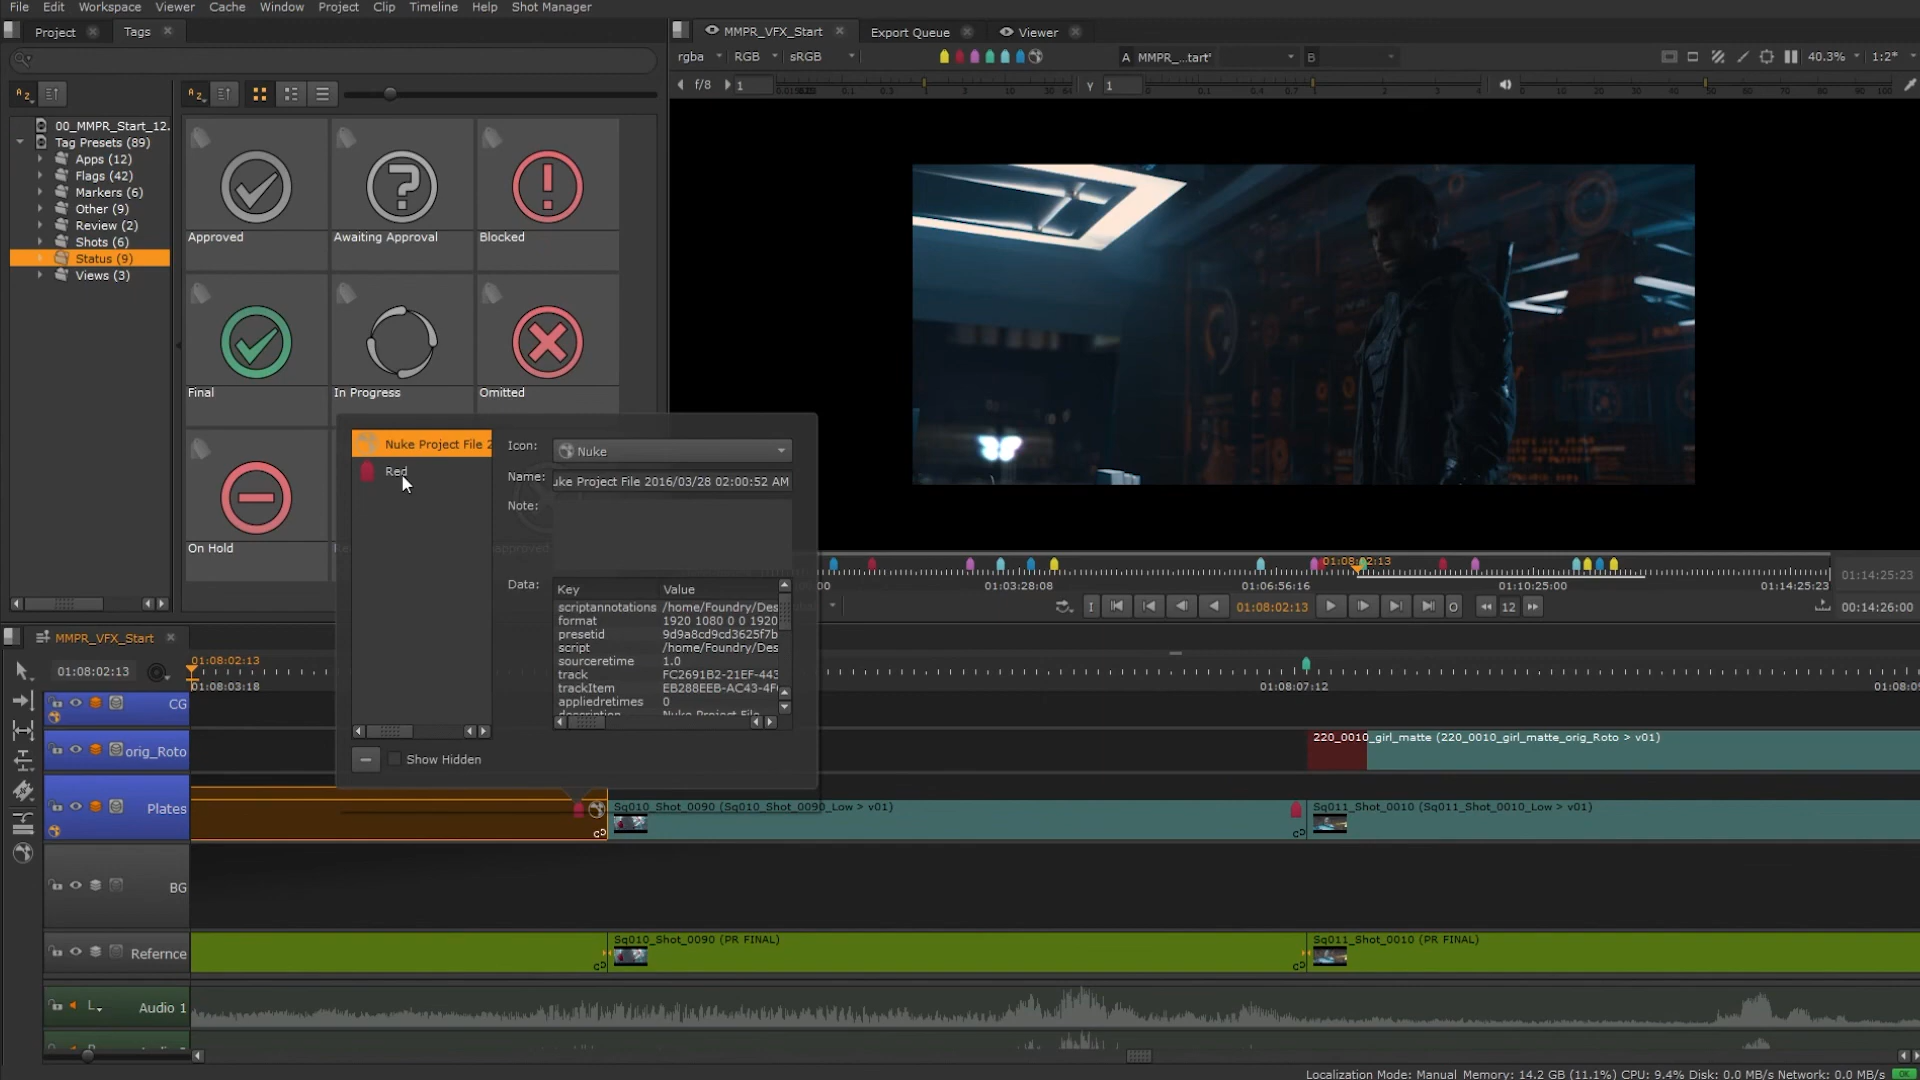 File Edit Workspace Viewer Cache Window Project Clip Timeline Help Shot Manager
Project Tags
MMPR_VFX_Start Export Queue Viewer
rgba RGB sRGB
A MMPR_...tart* B
40.3% 1:2*
f/8 1
γ 1
00_MMPR_Start_12.
Tag Presets (89)
Apps (12)
Flags (42)
Markers (6)
Other (9)
Review (2)
Shots (6)
Status (9)
Views (3)
Approved Awaiting Approval Blocked
Final In Progress Omitted
On Hold
Nuke Project File 2
Red
Icon: Nuke
Name: uke Project File 2016/03/28 02:00:52 AM
Note:
Data:
Key Value
scriptannotations /home/Foundry/Des
format 1920 1080 0 0 1920
presetid 9d9a8cd9cd3625f7b
script /home/Foundry/Des
sourceretime 1.0
track FC2691B2-21EF-443
trackItem EB288EEB-AC43-4F
appliedretimes 0
description Nuke Project File
Show Hidden
01:08:02:13
01:03:28:08 01:06:56:16 01:10:25:00 01:14:25:23
01:14:25:23
I 01:08:02:13 O 12
00:14:26:00
MMPR_VFX_Start
01:08:02:13
01:08:02:13
01:08:03:18 01:08:07:12 01:08:0
CG
orig_Roto
220_0010_girl_matte (220_0010_girl_matte_orig_Roto > v01)
Plates
Sq010_Shot_0090 (Sq010_Shot_0090_Low > v01)
Sq011_Shot_0010 (Sq011_Shot_0010_Low > v01)
BG
Refernce
Sq010_Shot_0090 (PR FINAL)
Sq011_Shot_0010 (PR FINAL)
L Audio 1
Localization Mode: Manual Memory: 14.2 GB (11.1%) CPU: 9.4% Disk: 0.0 MB/s Network: 0.0 MB/s OK